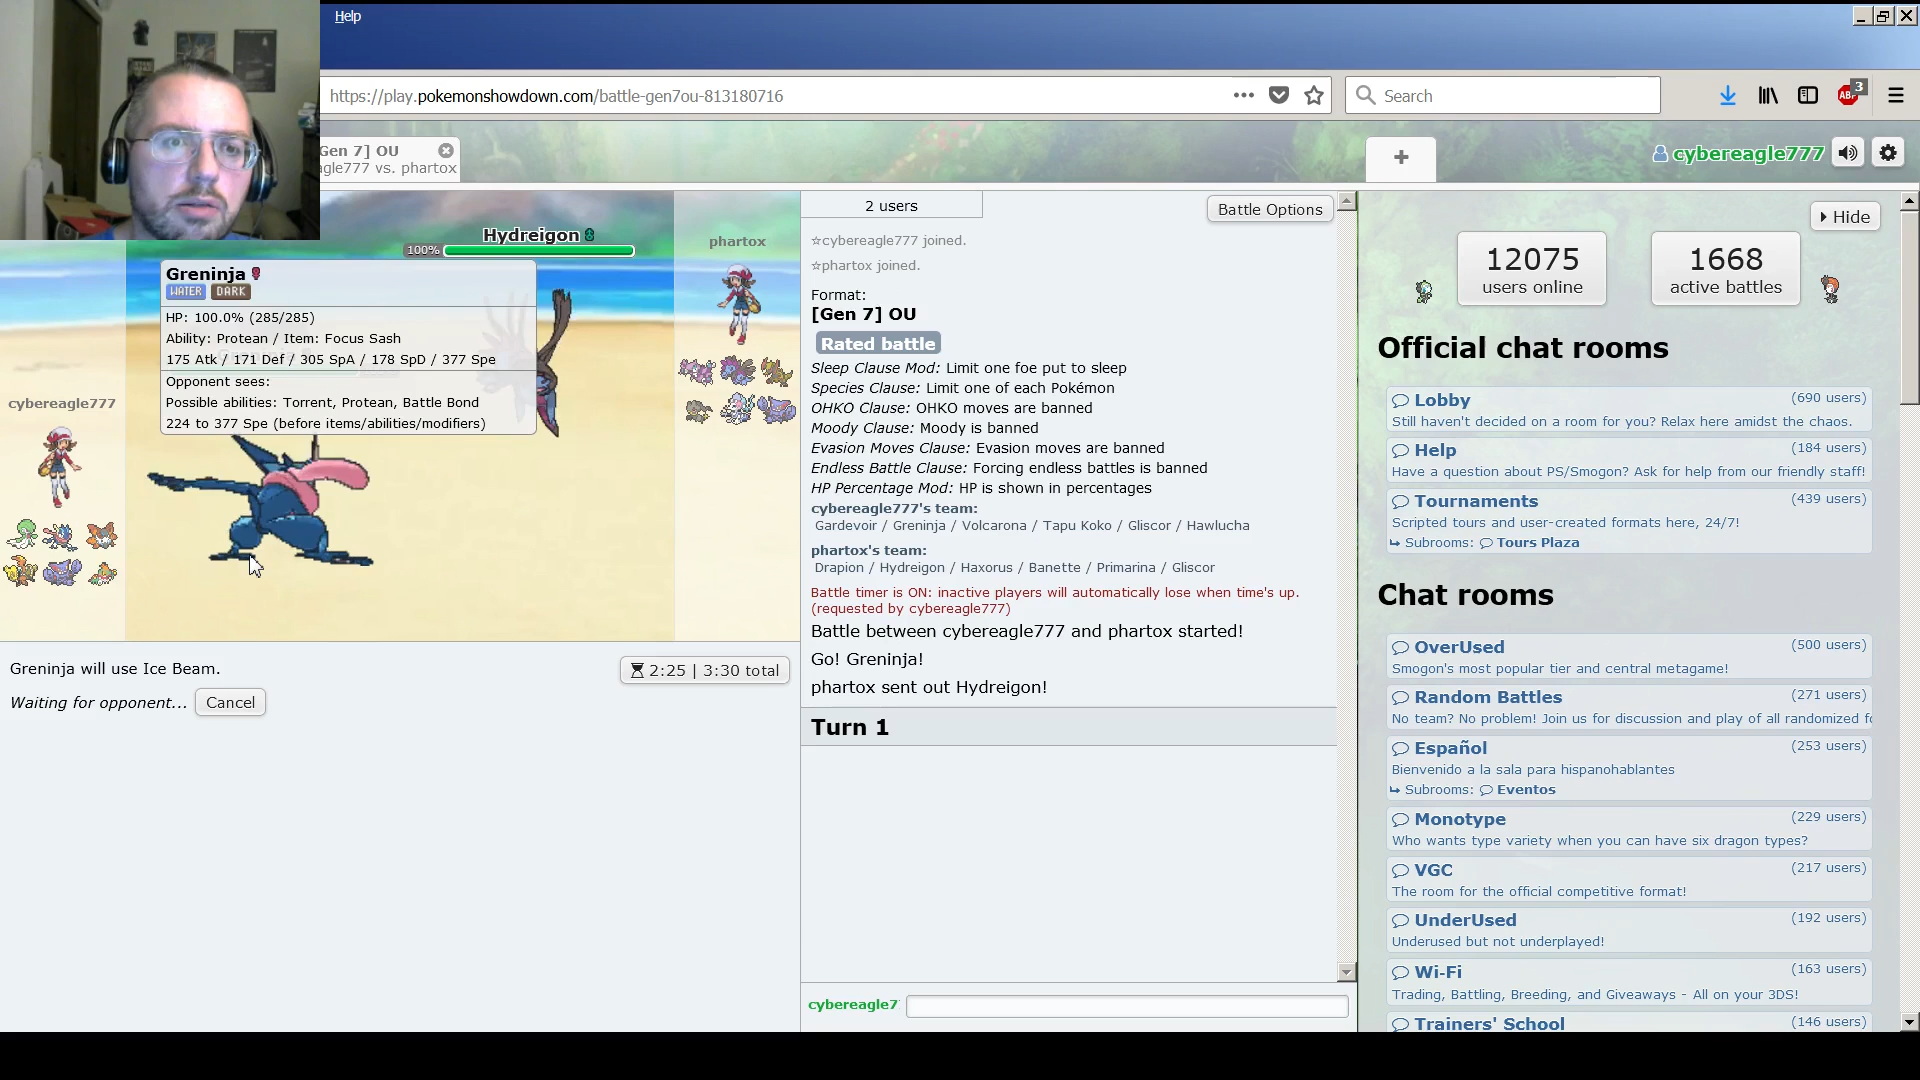 Help
https://play.pokemonshowdown.com/battle-gen7ou-813180716
Search
ABP
3
Gen 7] OU
gle777 vs. phartox
+
cybereagle777
Hydreigon
100%
phartox
Greninja
WATER DARK
HP: 100.0% (285/285)
Ability: Protean / Item: Focus Sash
175 Atk / 171 Def / 305 SpA / 178 SpD / 377 Spe
Opponent sees:
Possible abilities: Torrent, Protean, Battle Bond
224 to 377 Spe (before items/abilities/modifiers)
cybereagle777
Greninja will use Ice Beam.
2:25 | 3:30 total
Waiting for opponent... Cancel
2 users
Battle Options
☆cybereagle777 joined.
☆phartox joined.
Format:
[Gen 7] OU
Rated battle
Sleep Clause Mod: Limit one foe put to sleep
Species Clause: Limit one of each Pokémon
OHKO Clause: OHKO moves are banned
Moody Clause: Moody is banned
Evasion Moves Clause: Evasion moves are banned
Endless Battle Clause: Forcing endless battles is banned
HP Percentage Mod: HP is shown in percentages
cybereagle777's team:
Gardevoir / Greninja / Volcarona / Tapu Koko / Gliscor / Hawlucha
phartox's team:
Drapion / Hydreigon / Haxorus / Banette / Primarina / Gliscor
Battle timer is ON: inactive players will automatically lose when time's up.
(requested by cybereagle777)
Battle between cybereagle777 and phartox started!
Go! Greninja!
phartox sent out Hydreigon!
Turn 1
cybereagle7
Hide
12075
users online
1668
active battles
Official chat rooms
Lobby (690 users)
Still haven't decided on a room for you? Relax here amidst the chaos.
Help (184 users)
Have a question about PS/Smogon? Ask for help from our friendly staff!
Tournaments (439 users)
Scripted tours and user-created formats here, 24/7!
↳ Subrooms: Tours Plaza
Chat rooms
OverUsed (500 users)
Smogon's most popular tier and central metagame!
Random Battles (271 users)
No team? No problem! Join us for discussion and play of all randomized fo
Español (253 users)
Bienvenido a la sala para hispanohablantes
↳ Subrooms: Eventos
Monotype (229 users)
Who wants type variety when you can have six dragon types?
VGC (217 users)
The room for the official competitive format!
UnderUsed (192 users)
Underused but not underplayed!
Wi-Fi (163 users)
Trading, Battling, Breeding, and Giveaways - All on your 3DS!
Trainers' School (146 users)